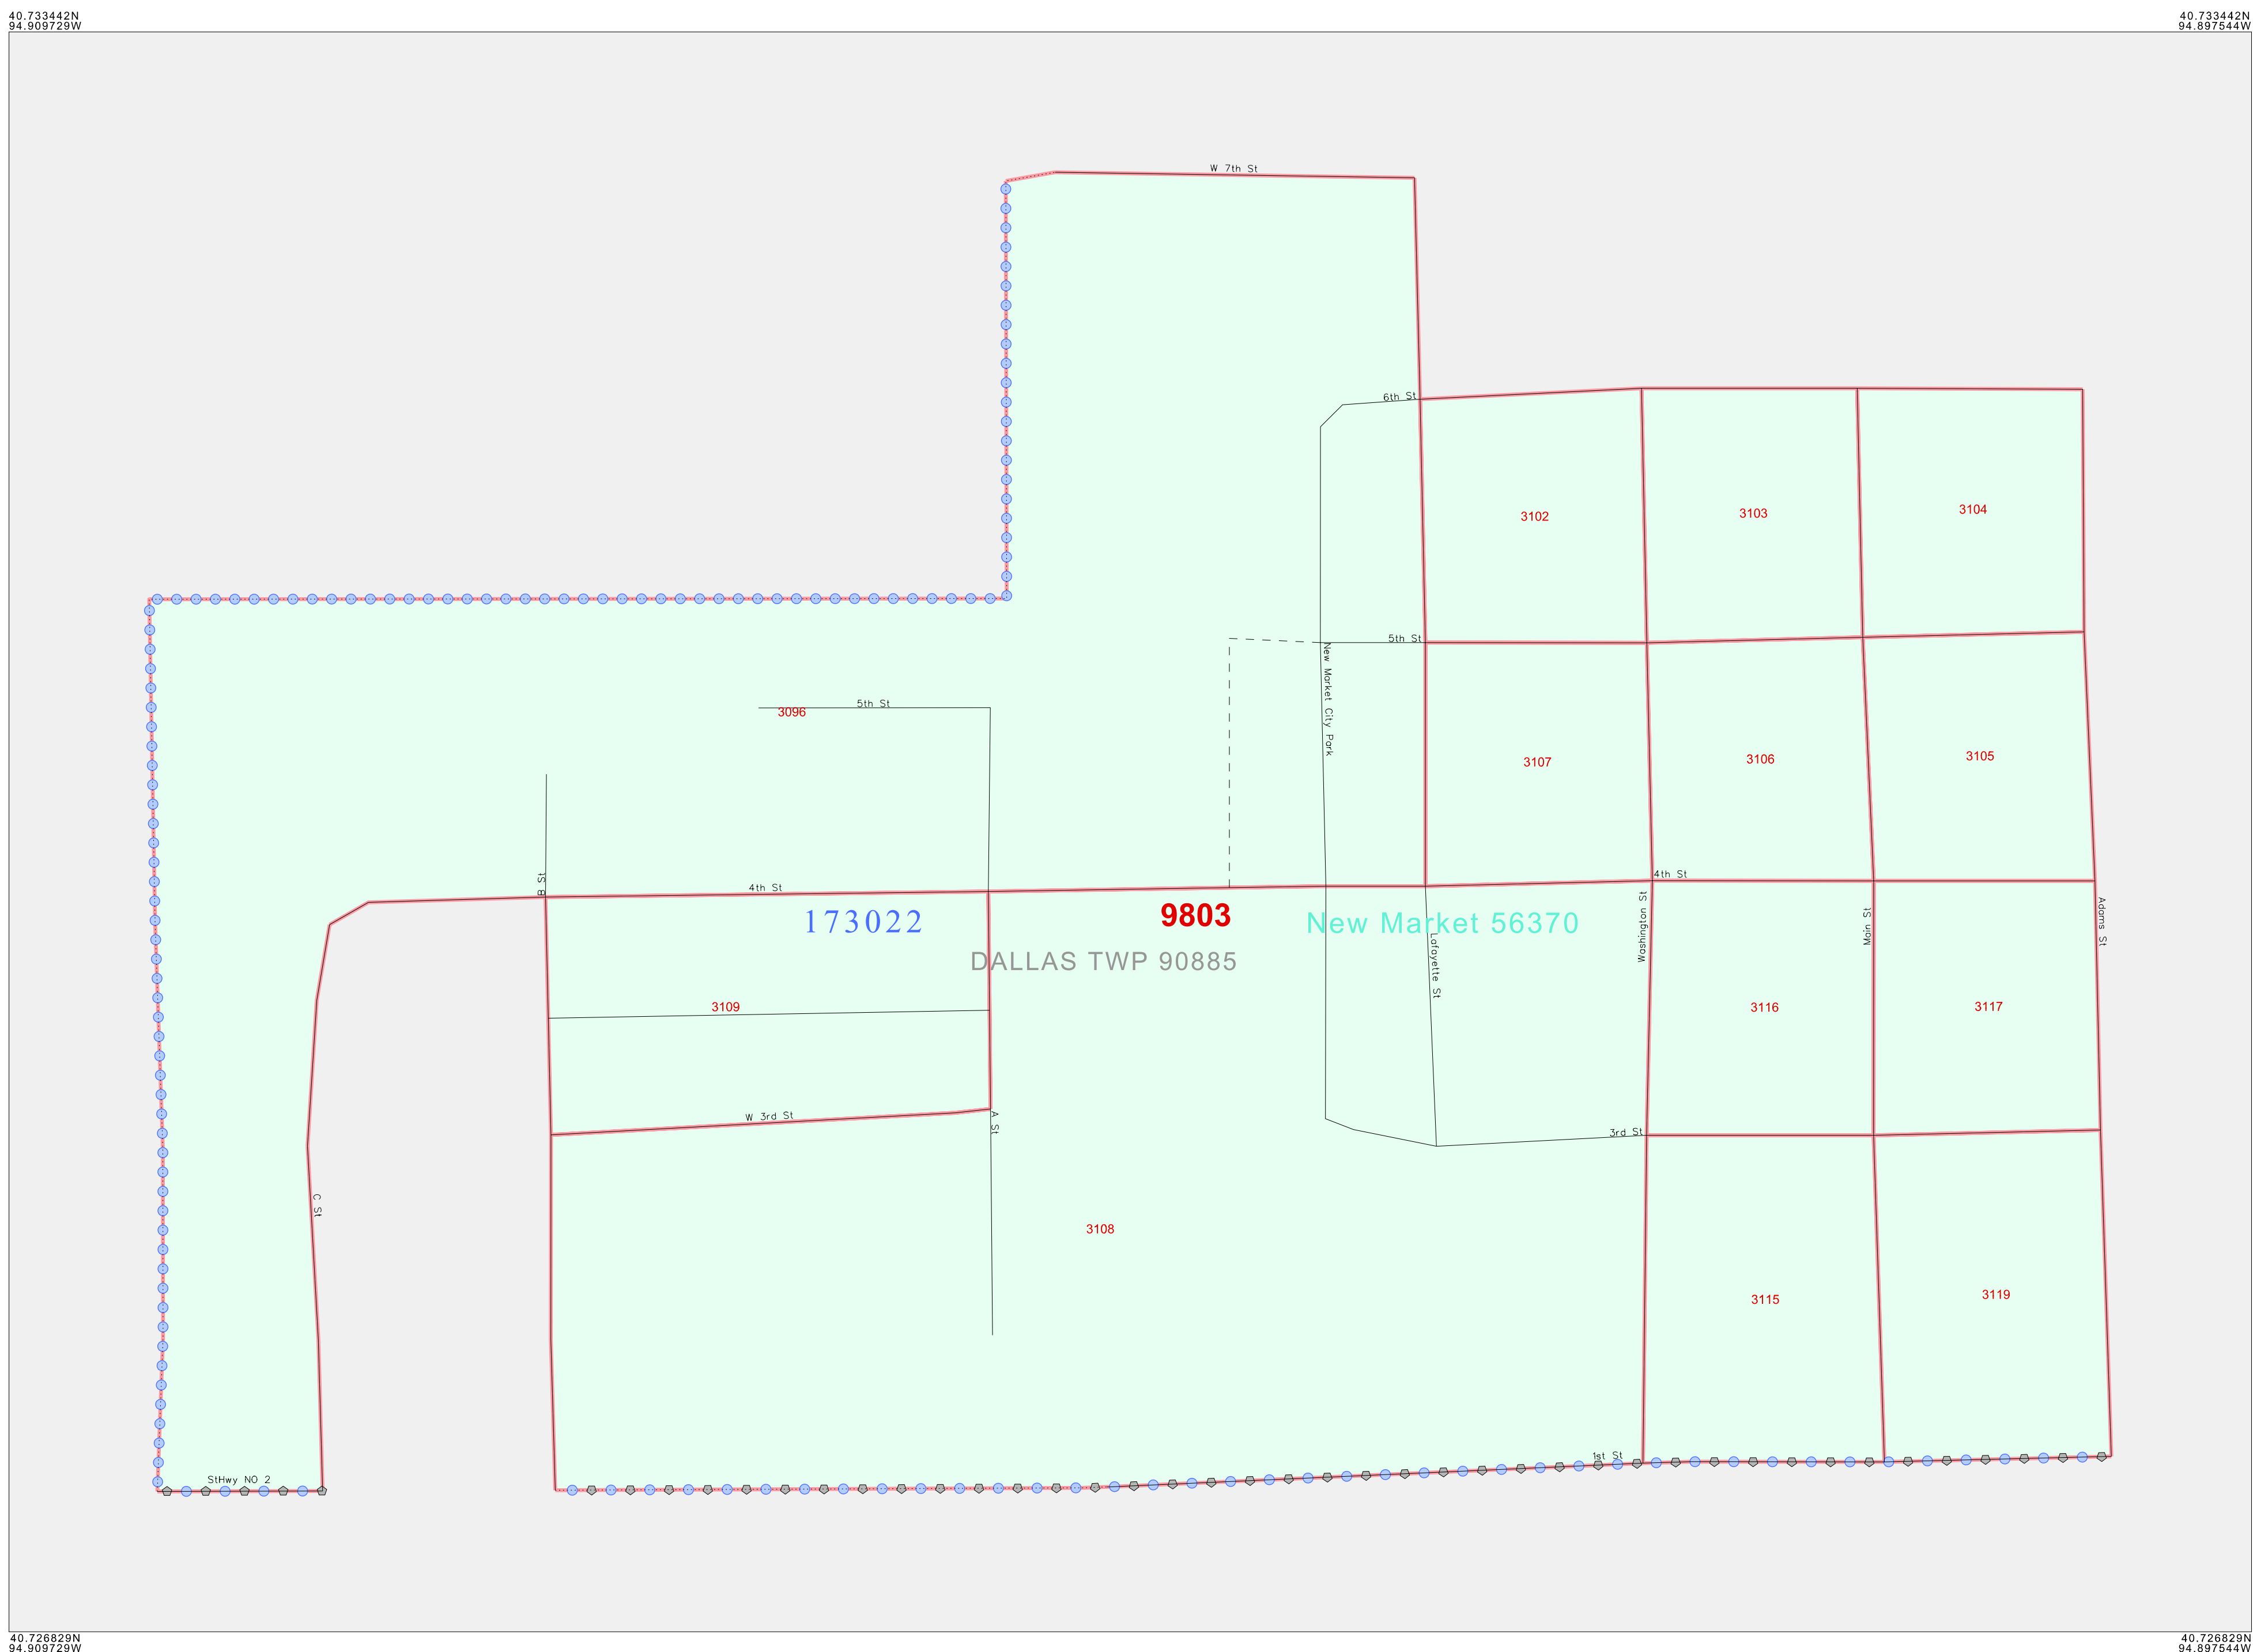 40.733442N
94.909729W
40.733442N
94.897544W
W 7th St
6th St
3102
3103
3104
5th St
New Market City Park
5th St
3096
3107
3106
3105
B St
4th St
4th St
173022
9803
New Market 56370
DALLAS TWP 90885
Lafayette St
Washington St
Main St
Adams St
3109
3116
3117
W 3rd St
A St
3rd St
C St
3108
3115
3119
StHwy NO 2
1st St
40.726829N
94.909729W
40.726829N
94.897544W